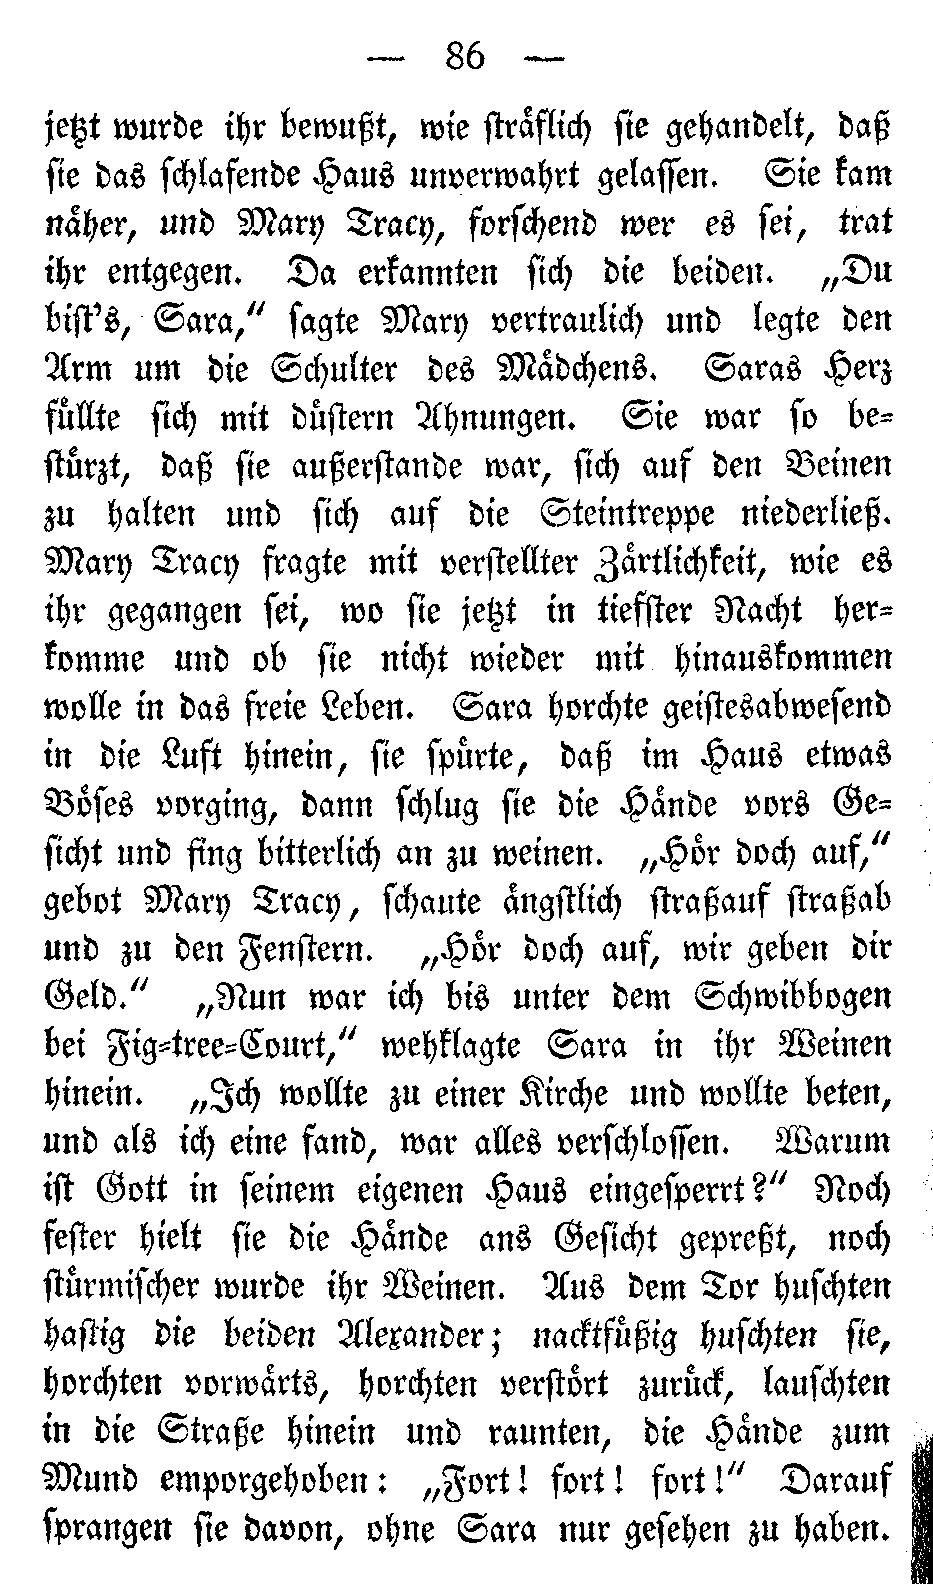 — 86 —
jetzt wurde ihr bewußt, wie sträflich sie gehandelt, daß
sie das schlafende Haus unverwahrt gelassen. Sie kam
näher, und Mary Tracy, forschend wer es sei, trat
ihr entgegen. Da erkannten sich die beiden. „Du
bist’s, Sara,“ sagte Mary vertraulich und legte den
Arm um die Schulter des Mädchens. Saras Herz
füllte sich mit düstern Ahnungen. Sie war so be-
stürzt, daß sie außerstande war, sich auf den Beinen
zu halten und sich auf die Steintreppe niederließ.
Mary Tracy fragte mit verstellter Zärtlichkeit, wie es
ihr gegangen sei, wo sie jetzt in tiefster Nacht her-
komme und ob sie nicht wieder mit hinauskommen
wolle in das freie Leben. Sara horchte geistesabwesend
in die Luft hinein, sie spürte, daß im Haus etwas
Böses vorging, dann schlug sie die Hände vors Ge-
sicht und fing bitterlich an zu weinen. „Hör doch auf,“
gebot Mary Tracy, schaute ängstlich straßauf straßab
und zu den Fenstern. „Hör doch auf, wir geben dir
Geld.“ „Nun war ich bis unter dem Schwibbogen
bei Fig-tree-Court,“ wehklagte Sara in ihr Weinen
hinein. „Ich wollte zu einer Kirche und wollte beten,
und als ich eine fand, war alles verschlossen. Warum
ist Gott in seinem eigenen Haus eingesperrt?“ Noch
fester hielt sie die Hände ans Gesicht gepreßt, noch
stürmischer wurde ihr Weinen. Aus dem Tor huschten
hastig die beiden Alexander; nacktfüßig huschten sie,
horchten vorwärts, horchten verstört zurück, lauschten
in die Straße hinein und raunten, die Hände zum
Mund emporgehoben: „Fort! fort! fort!“ Darauf
sprangen sie davon, ohne Sara nur gesehen zu haben.